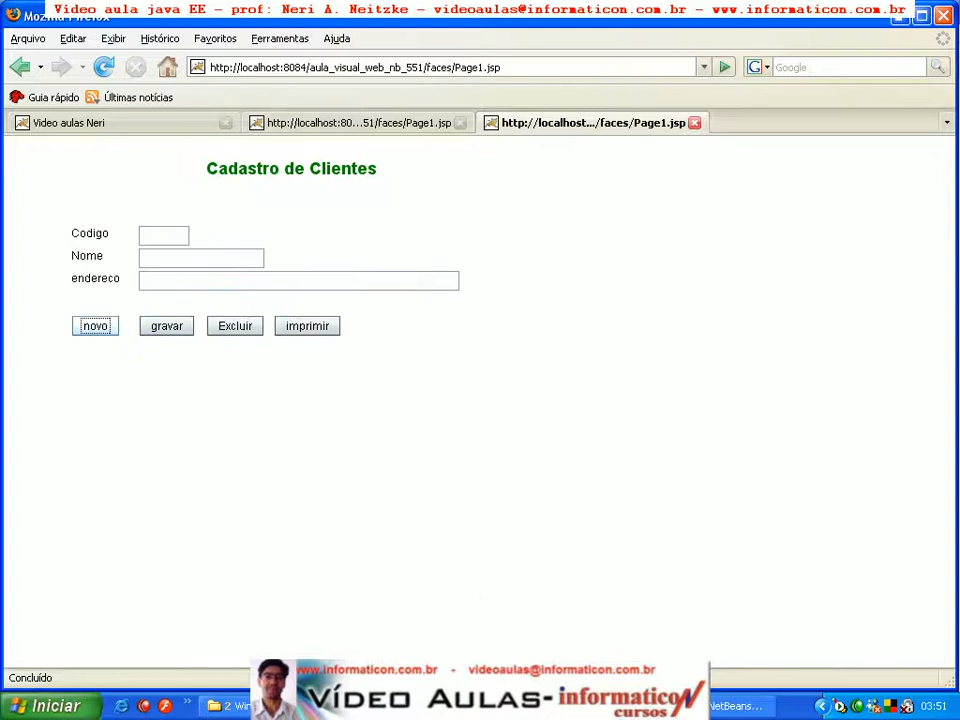 Vídeo aula java EE – prof: Neri A. Neitzke – videoaulas@informaticon.com.br – www.informaticon.com.br
Arquivo Editar Exibir Histórico Favoritos Ferramentas Ajuda
http://localhost:8084/aula_visual_web_nb_551/faces/Page1.jsp
Google
Guia rápido Últimas notícias
Video aulas Neri
http://localhost:80...51/faces/Page1.jsp
http://localhost.../faces/Page1.jsp
Cadastro de Clientes
Codigo
Nome
endereco
novo gravar Excluir imprimir
Concluído
www.informaticon.com.br - videoaulas@informaticon.com.br
VÍDEO AULAS- informaticoN
cursos
Iniciar
2 Win
NetBeans...
03:51